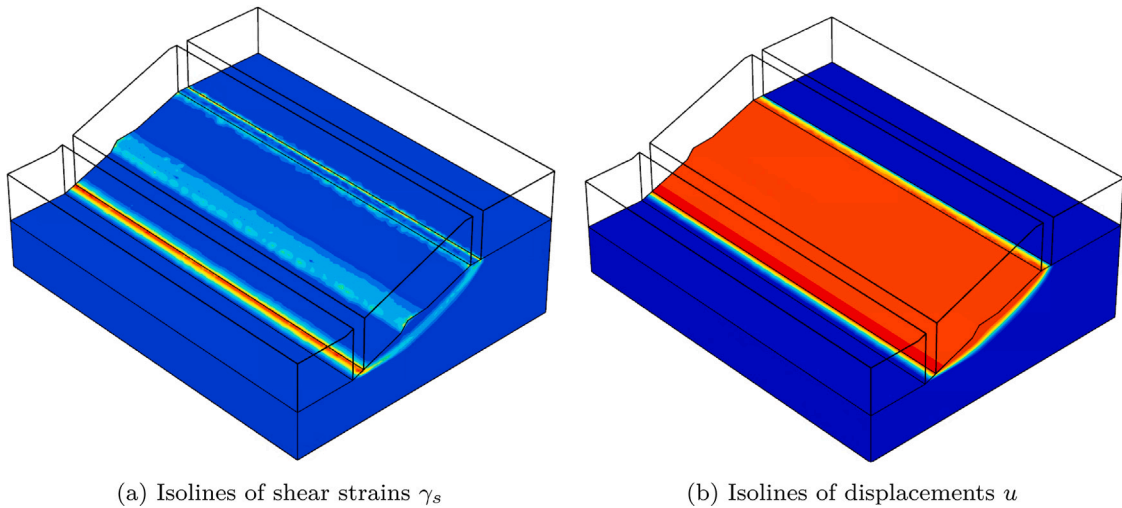 (a) Isolines of shear strains γₛ
(b) Isolines of displacements u